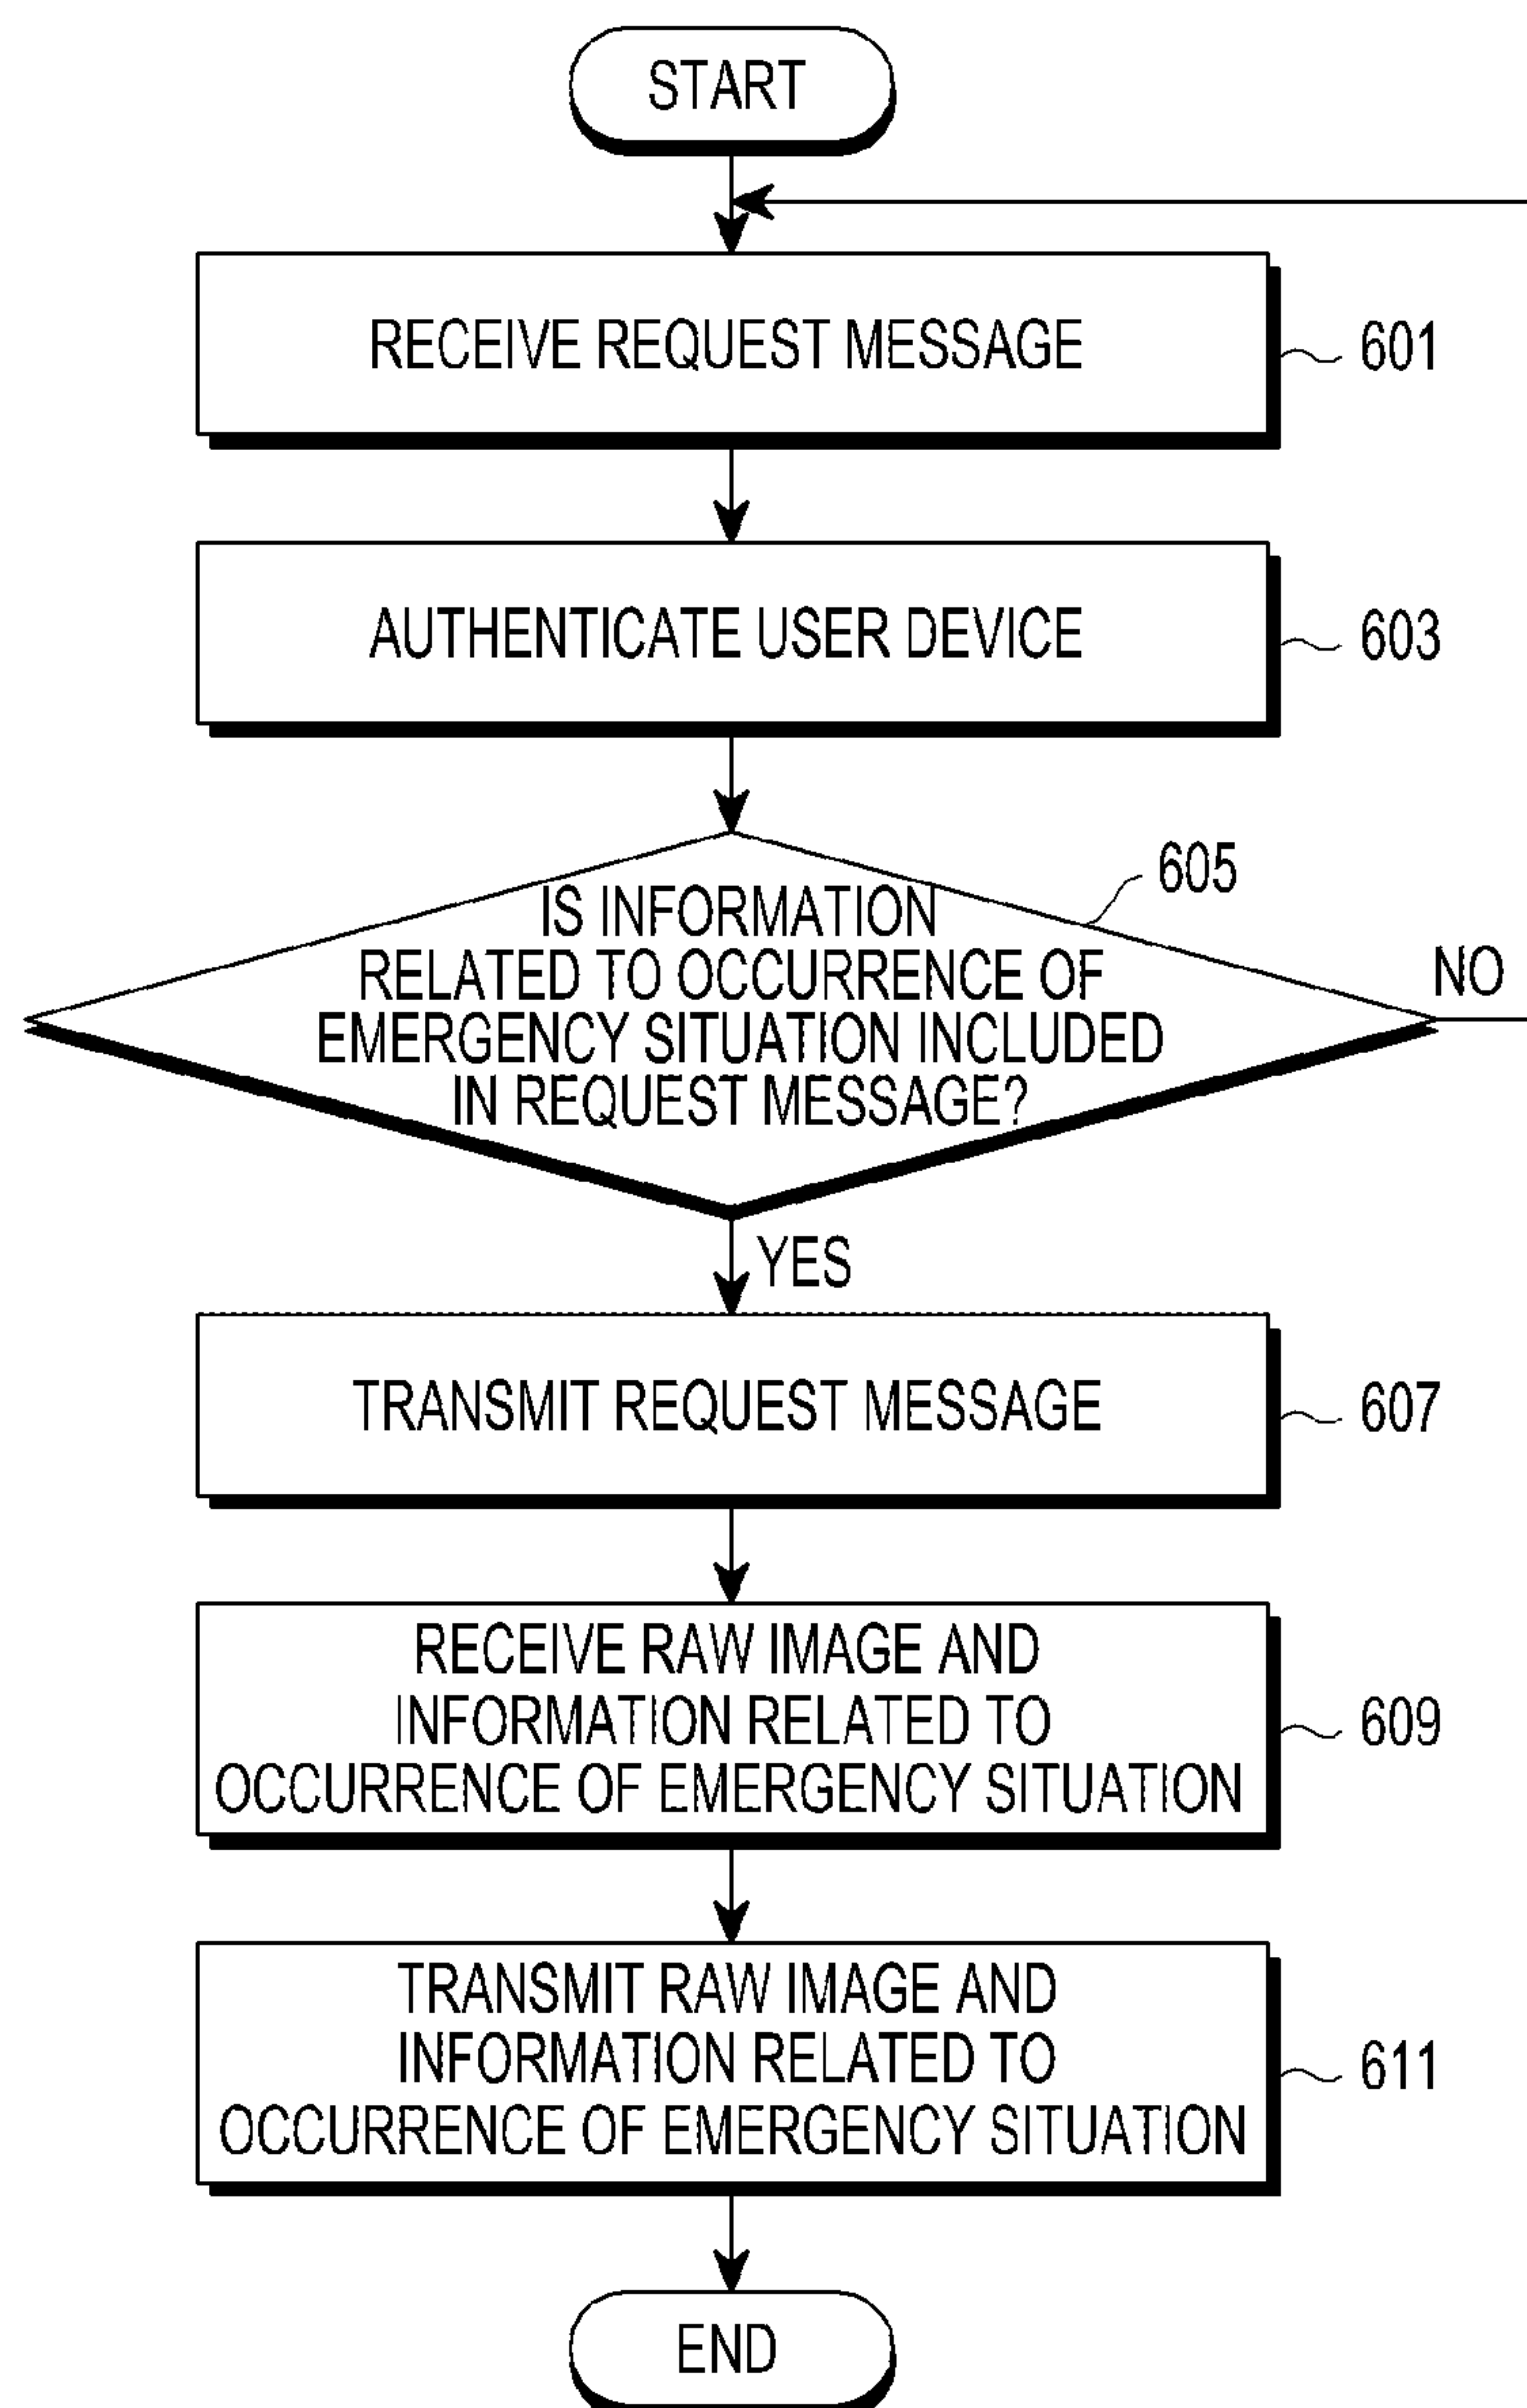 START
RECEIVE REQUEST MESSAGE
601
AUTHENTICATE USER DEVICE
603
605
IS INFORMATION
RELATED TO OCCURRENCE OF
EMERGENCY SITUATION INCLUDED
IN REQUEST MESSAGE?
NO
YES
TRANSMIT REQUEST MESSAGE
607
RECEIVE RAW IMAGE AND
INFORMATION RELATED TO
OCCURRENCE OF EMERGENCY SITUATION
609
TRANSMIT RAW IMAGE AND
INFORMATION RELATED TO
OCCURRENCE OF EMERGENCY SITUATION
611
END